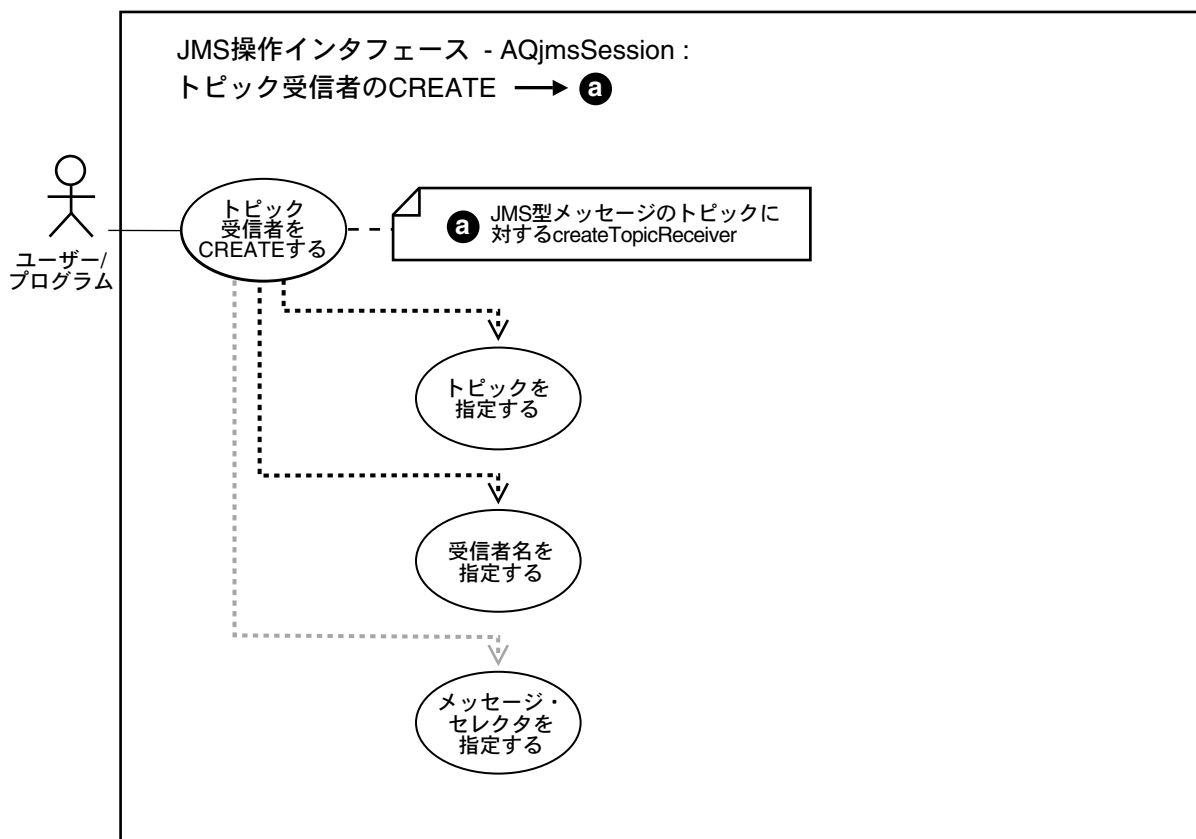 JMS操作インタフェース - AQjmsSession :
トピック受信者のCREATE → a
ユーザー/
プログラム
トピック
受信者を
CREATEする
a JMS型メッセージのトピックに
対するcreateTopicReceiver
トピックを
指定する
受信者名を
指定する
メッセージ・
セレクタを
指定する